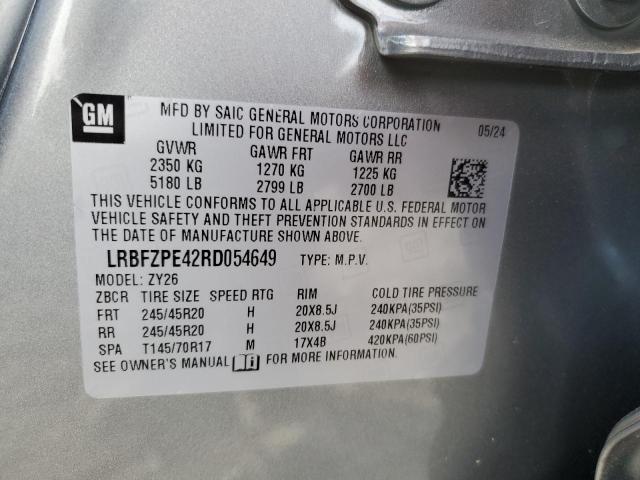 GM
MFD BY SAIC GENERAL MOTORS CORPORATION 05/24
LIMITED FOR GENERAL MOTORS LLC
GVWR GAWR FRT GAWR RR
2350 KG 1270 KG 1225 KG
5180 LB 2799 LB 2700 LB
THIS VEHICLE CONFORMS TO ALL APPLICABLE U.S. FEDERAL MOTOR
VEHICLE SAFETY AND THEFT PREVENTION STANDARDS IN EFFECT ON
THE DATE OF MANUFACTURE SHOWN ABOVE.
LRBFZPE42RD054649 TYPE: M.P.V.
MODEL: ZY26
ZBCR TIRE SIZE SPEED RTG RIM COLD TIRE PRESSURE
FRT 245/45R20 H 20X8.5J 240KPA(35PSI)
RR 245/45R20 H 20X8.5J 240KPA(35PSI)
SPA T145/70R17 M 17X4B 420KPA(60PSI)
SEE OWNER'S MANUAL FOR MORE INFORMATION.